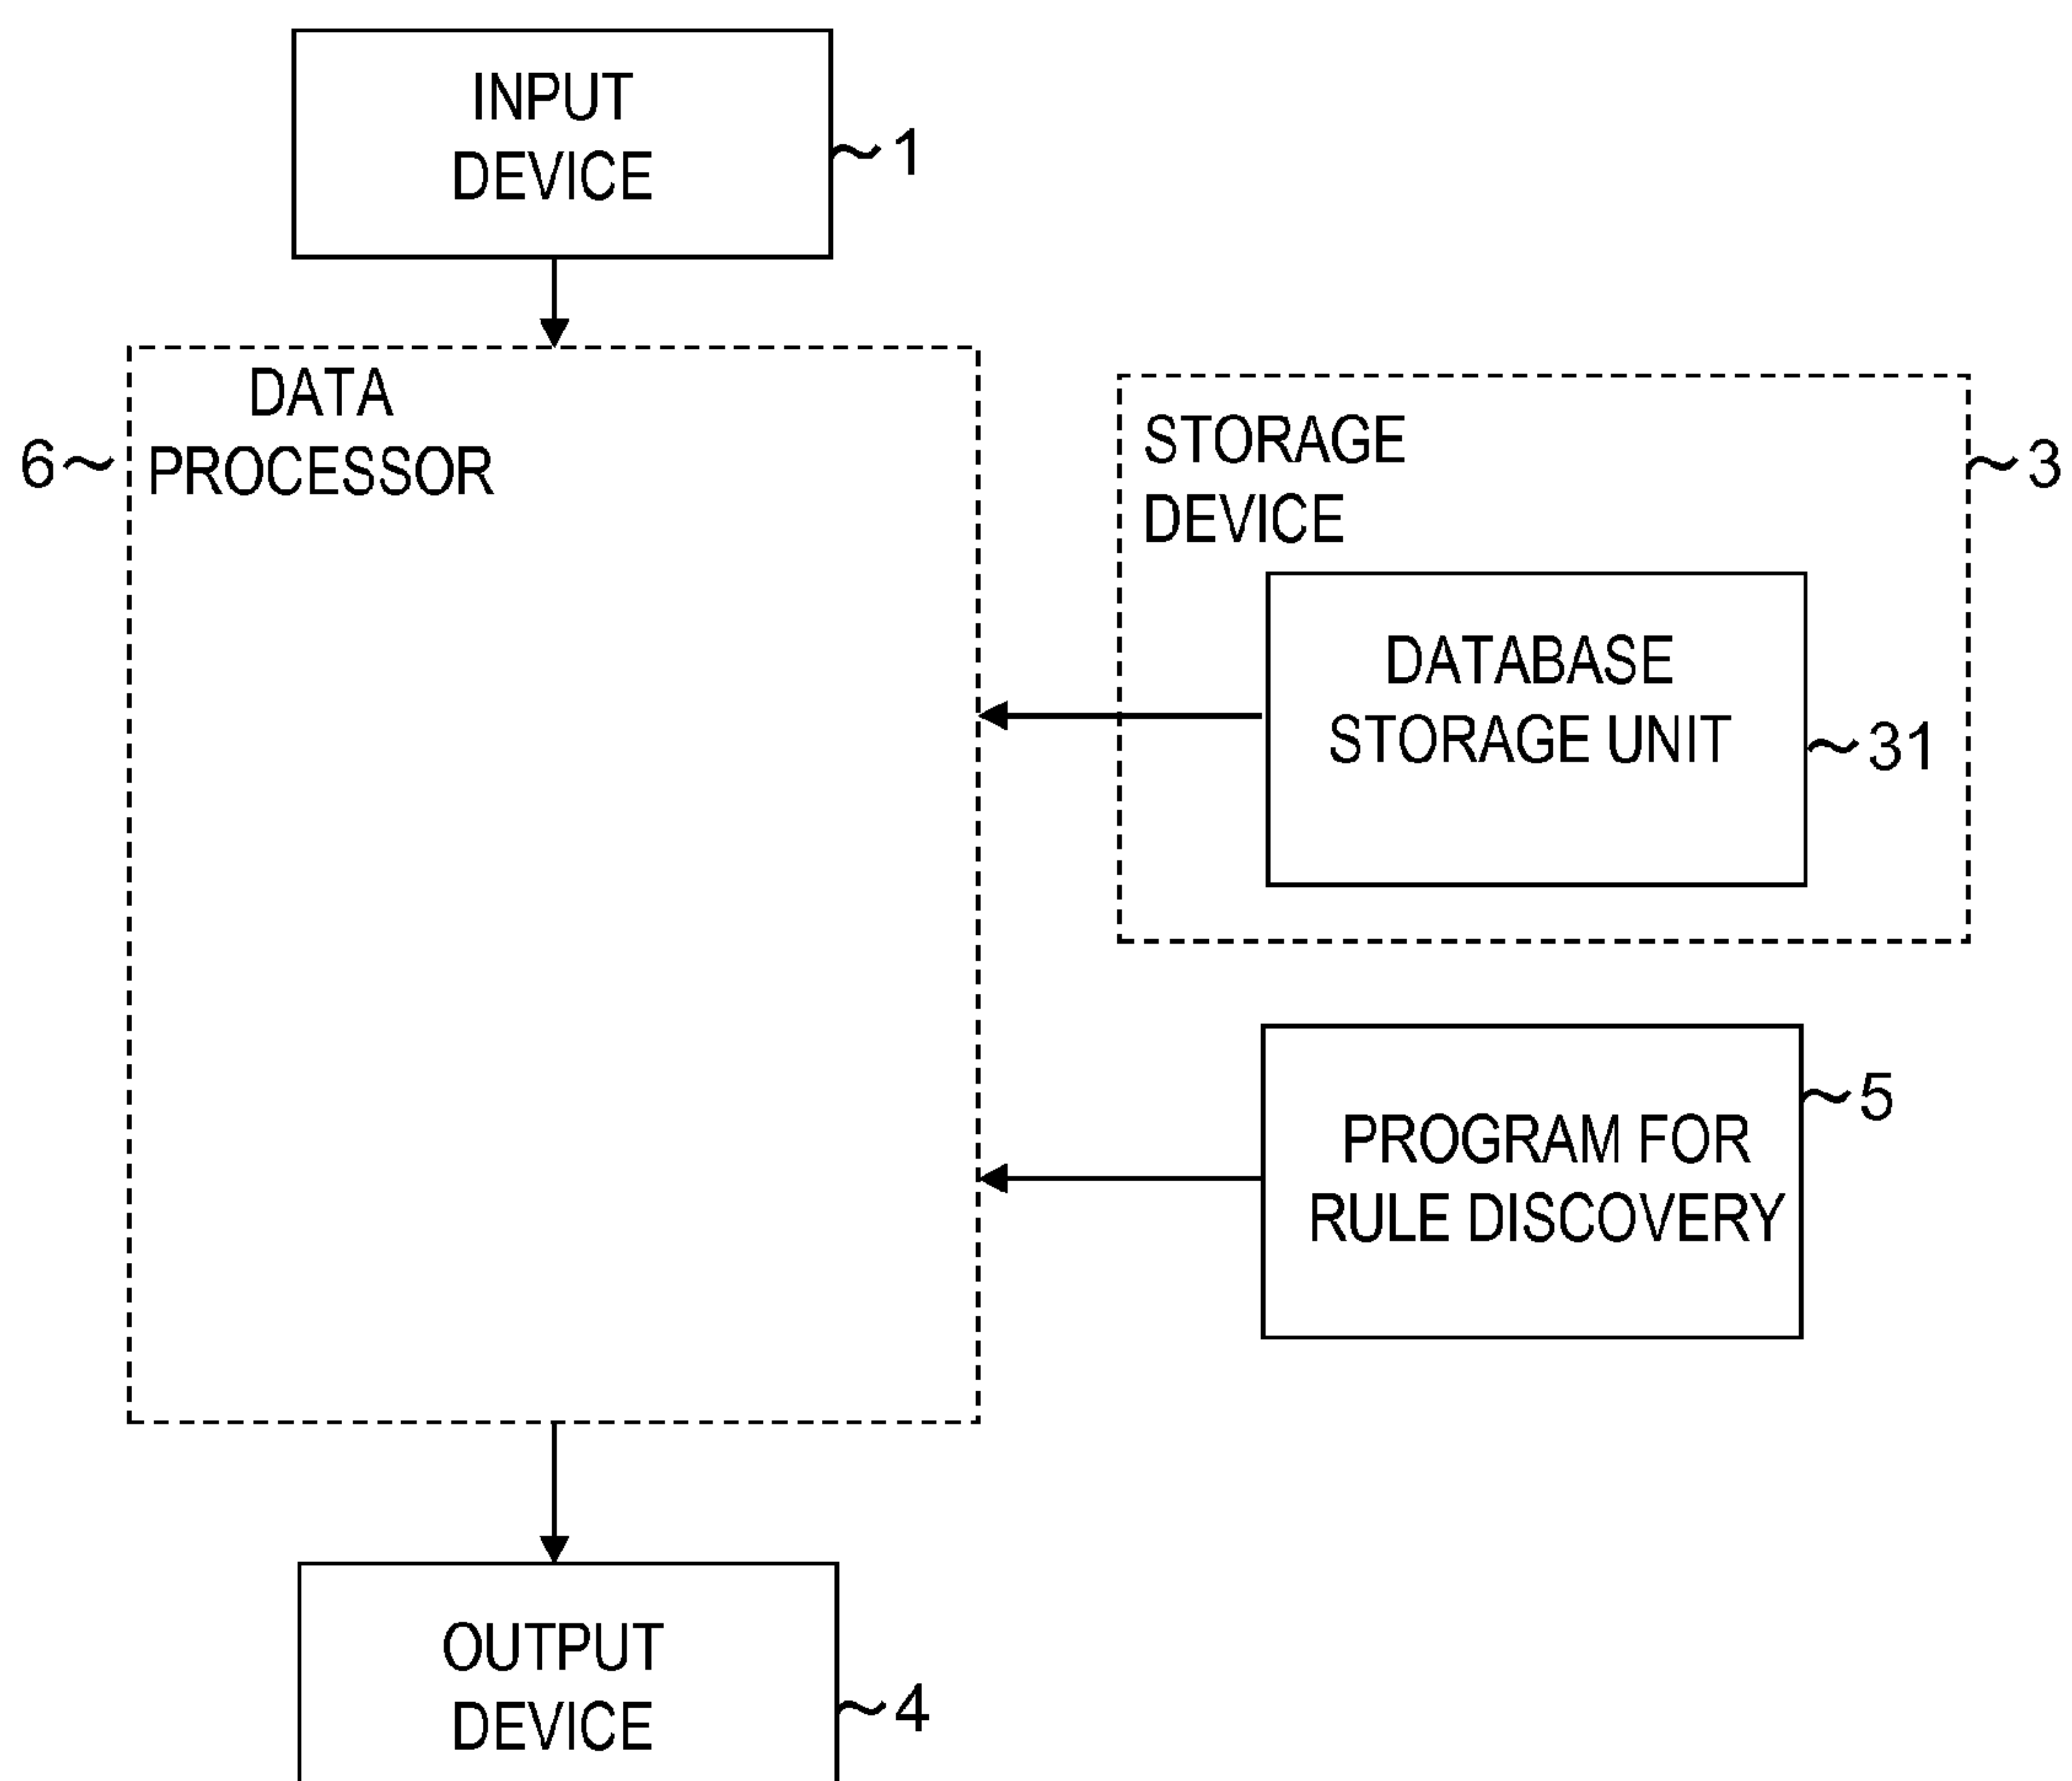 INPUT
DEVICE
~1
DATA
PROCESSOR
6~
STORAGE
DEVICE
~3
DATABASE
STORAGE UNIT
~31
PROGRAM FOR
RULE DISCOVERY
~5
OUTPUT
DEVICE
~4